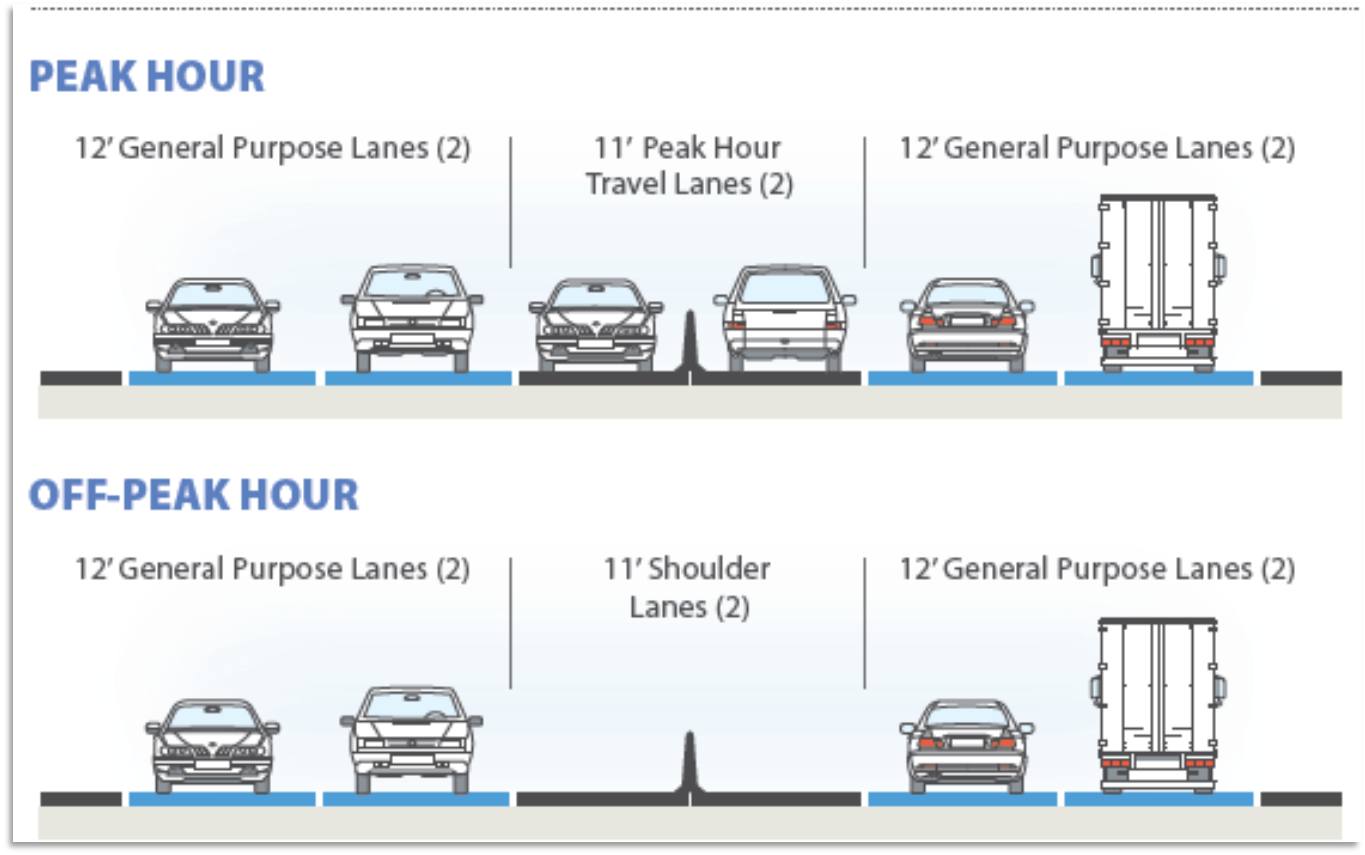 PEAK HOUR
12’ General Purpose Lanes (2)
11’ Peak Hour
Travel Lanes (2)
12’ General Purpose Lanes (2)
OFF-PEAK HOUR
12’ General Purpose Lanes (2)
11’ Shoulder
Lanes (2)
12’ General Purpose Lanes (2)